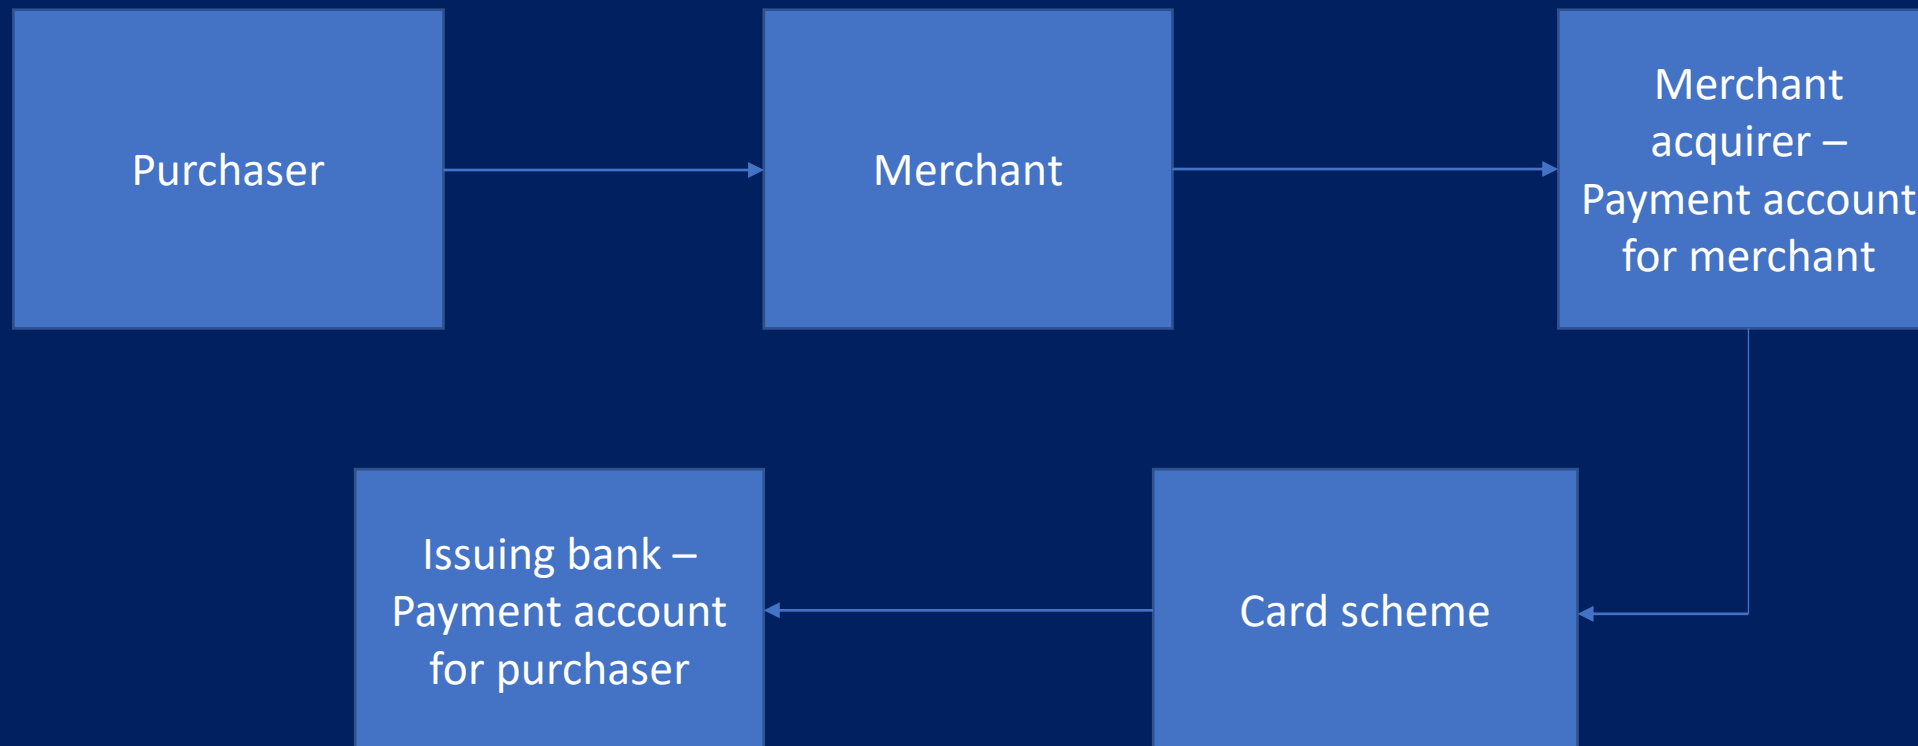 Purchaser
Merchant
Merchant
acquirer –
Payment account
for merchant
Issuing bank –
Payment account
for purchaser
Card scheme